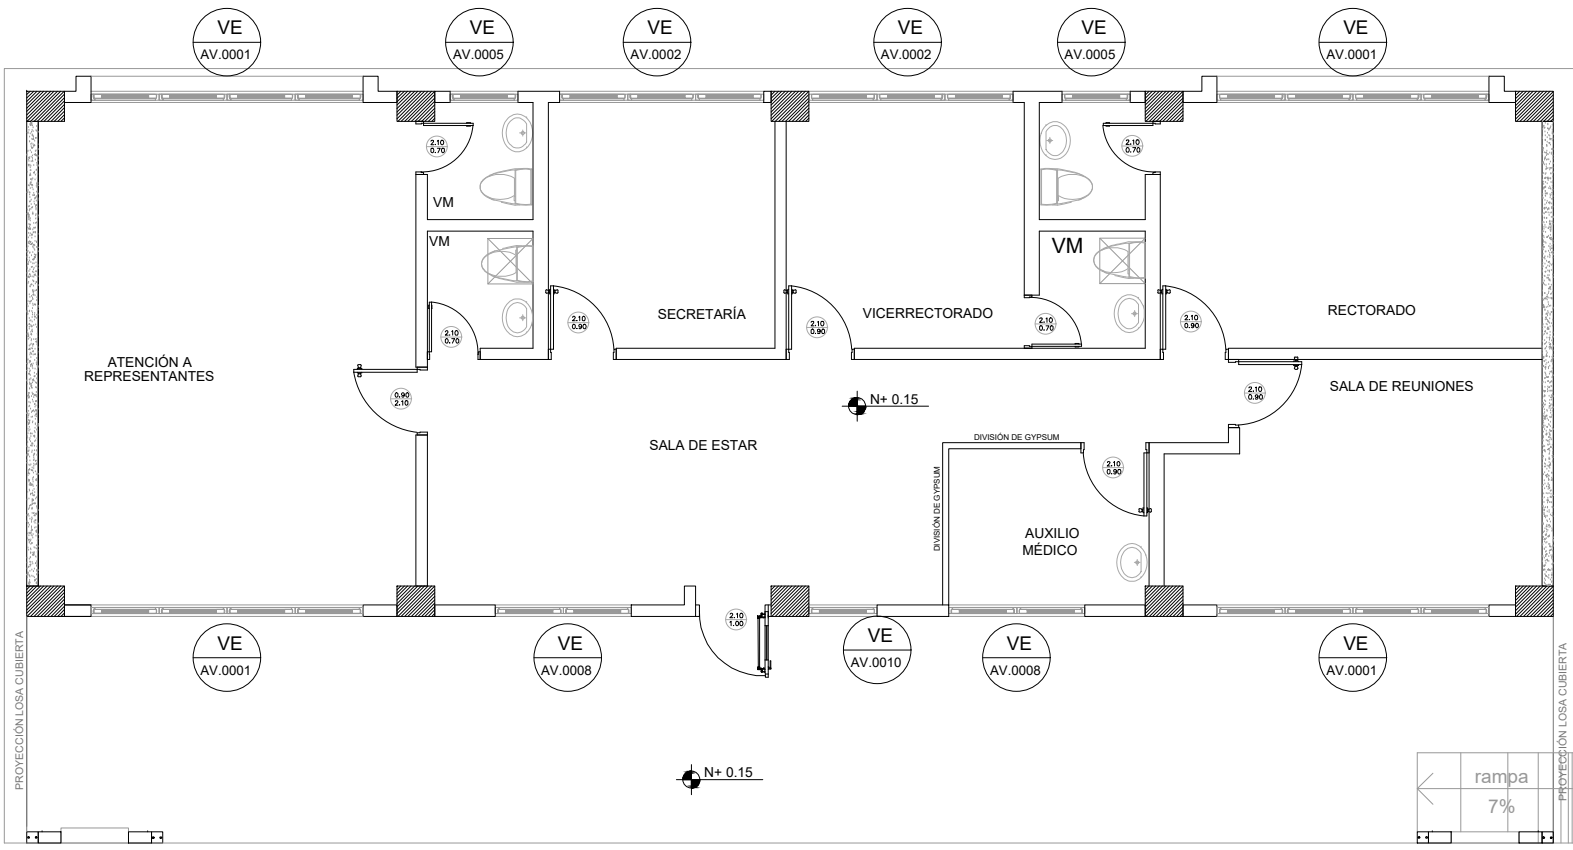 VE
AV.0001
VE
AV.0005
VE
AV.0002
VE
AV.0002
VE
AV.0005
VE
AV.0001
2.10
0.70
2.10
0.70
VM
VM
VM
2.10
0.70
2.10
0.90
SECRETARÍA
2.10
0.90
VICERRECTORADO
2.10
0.70
2.10
0.90
RECTORADO
ATENCIÓN A
REPRESENTANTES
0.90
2.10
N+ 0.15
2.10
0.90
SALA DE REUNIONES
SALA DE ESTAR
DIVISIÓN DE GYPSUM
DIVISIÓN DE GYPSUM
2.10
0.90
AUXILIO
MÉDICO
2.10
1.00
VE
AV.0001
VE
AV.0008
VE
AV.0010
VE
AV.0008
VE
AV.0001
PROYECCIÓN LOSA CUBIERTA
PROYECCIÓN LOSA CUBIERTA
N+ 0.15
rampa
7%